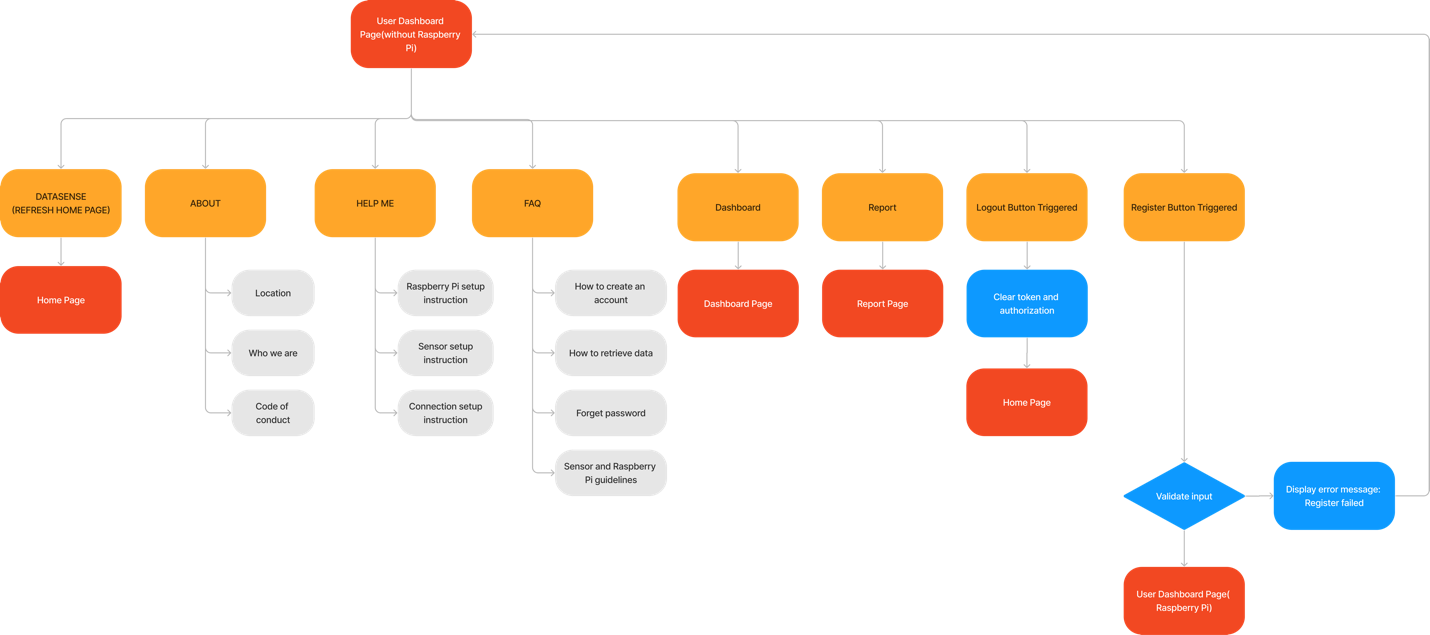 User Dashboard
Page(without Raspberry
Pi)
DATASENSE
(REFRESH HOME PAGE)
ABOUT
HELP ME
FAQ
Dashboard
Report
Logout Button Triggered
Register Button Triggered
Home Page
Location
Who we are
Code of
conduct
Raspberry Pi setup
instruction
Sensor setup
instruction
Connection setup
instruction
How to create an
account
How to retrieve data
Forget password
Sensor and Raspberry
Pi guidelines
Dashboard Page
Report Page
Clear token and
authorization
Home Page
Validate input
Display error message:
Register failed
User Dashboard Page(
Raspberry Pi)